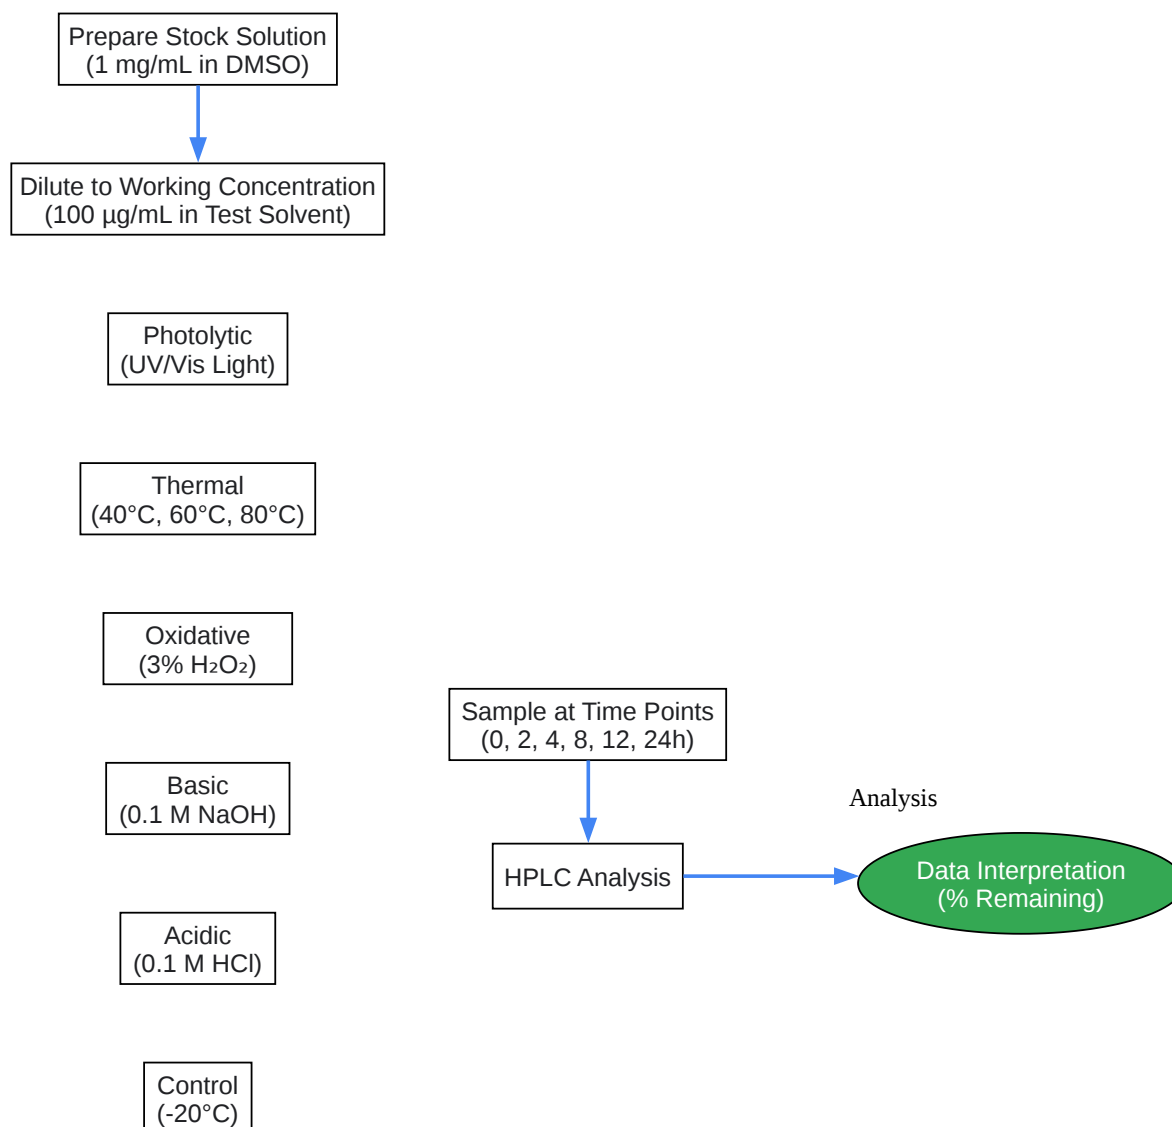 Prepare Stock Solution
(1 mg/mL in DMSO)
Dilute to Working Concentration
(100 µg/mL in Test Solvent)
Photolytic
(UV/Vis Light)
Thermal
(40°C, 60°C, 80°C)
Oxidative
(3% H₂O₂)
Basic
(0.1 M NaOH)
Acidic
(0.1 M HCl)
Control
(-20°C)
Sample at Time Points
(0, 2, 4, 8, 12, 24h)
HPLC Analysis
Analysis
Data Interpretation
(% Remaining)